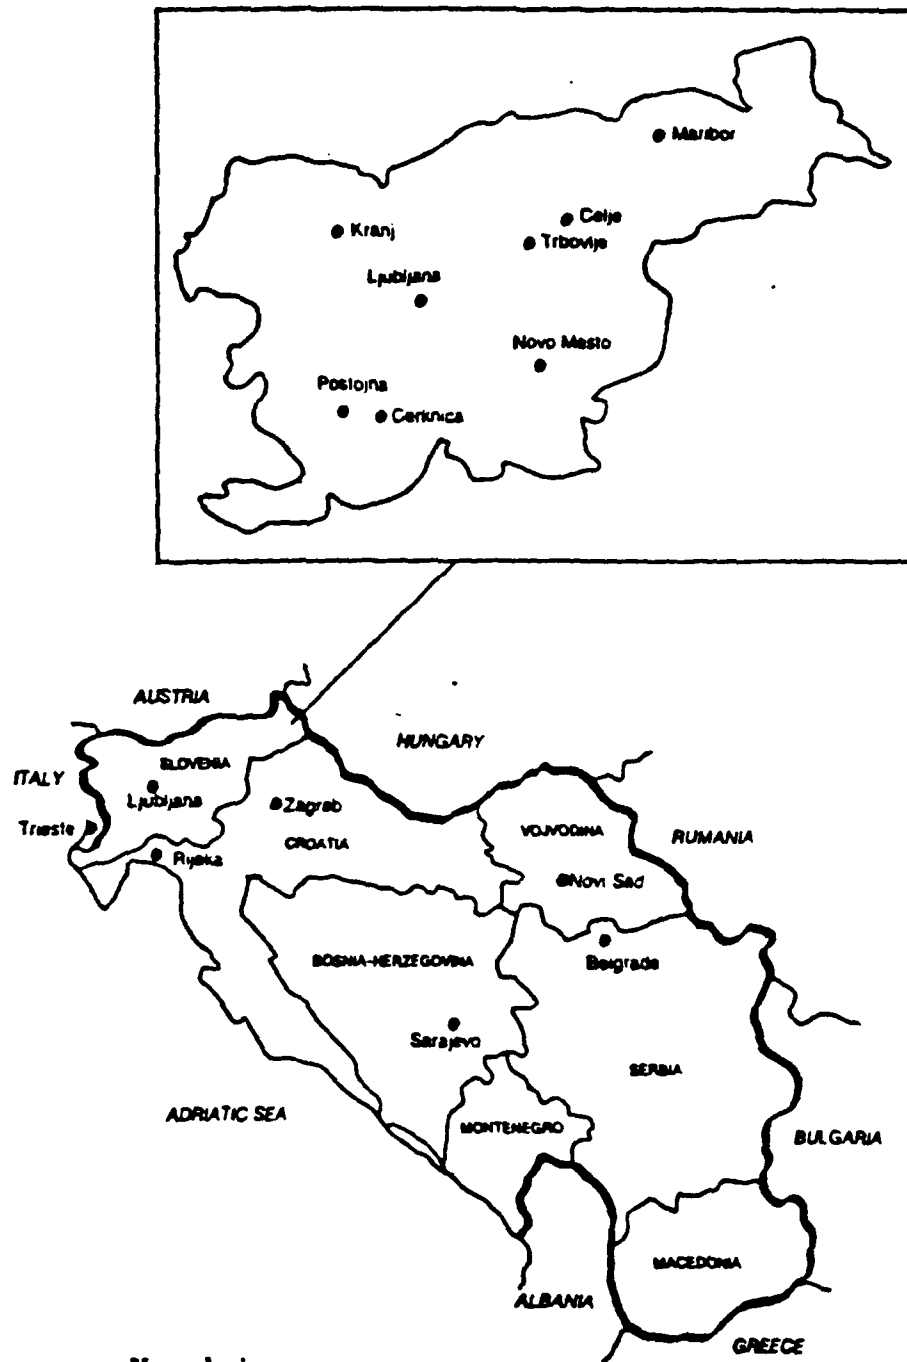 Maribor
Celje
Kranj
Trbovlje
Ljubljana
Novo Mesto
Postojna
Cerknica
AUSTRIA
HUNGARY
SLOVENIA
ITALY
Ljubljana
Zagreb
Trieste
VOJVODINA
RUMANIA
CROATIA
Rijeka
Novi Sad
BOSNIA-HERZEGOVINA
Belgrade
Sarajevo
SERBIA
ADRIATIC SEA
MONTENEGRO
BULGARIA
MACEDONIA
ALBANIA
GREECE